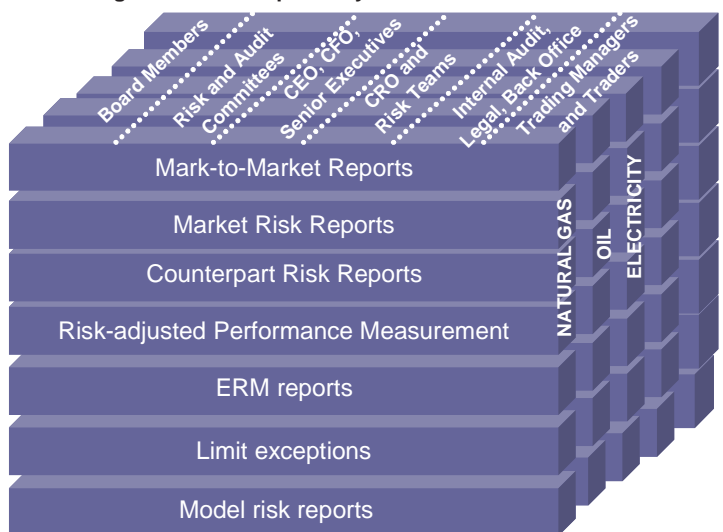 Board Members
Risk and Audit
Committees
CEO, CFO,
Senior Executives
CRO and
Risk Teams
Internal Audit,
Legal, Back Office
Trading Managers
and Traders
Mark-to-Market Reports
Market Risk Reports
Counterpart Risk Reports
Risk-adjusted Performance Measurement
ERM reports
Limit exceptions
Model risk reports
NATURAL GAS
OIL
ELECTRICITY